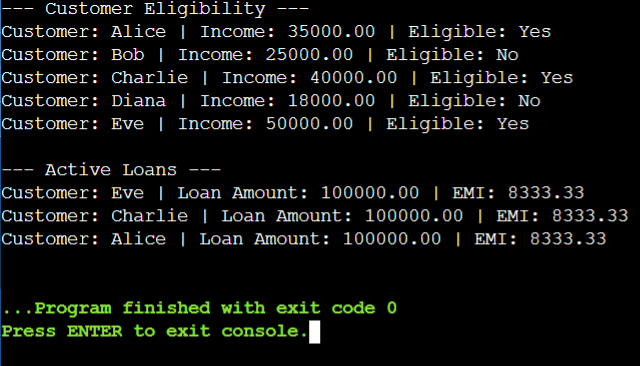 --- Customer Eligibility ---
Customer: Alice | Income: 35000.00 | Eligible: Yes
Customer: Bob | Income: 25000.00 | Eligible: No
Customer: Charlie | Income: 40000.00 | Eligible: Yes
Customer: Diana | Income: 18000.00 | Eligible: No
Customer: Eve | Income: 50000.00 | Eligible: Yes

--- Active Loans ---
Customer: Eve | Loan Amount: 100000.00 | EMI: 8333.33
Customer: Charlie | Loan Amount: 100000.00 | EMI: 8333.33
Customer: Alice | Loan Amount: 100000.00 | EMI: 8333.33

...Program finished with exit code 0
Press ENTER to exit console.